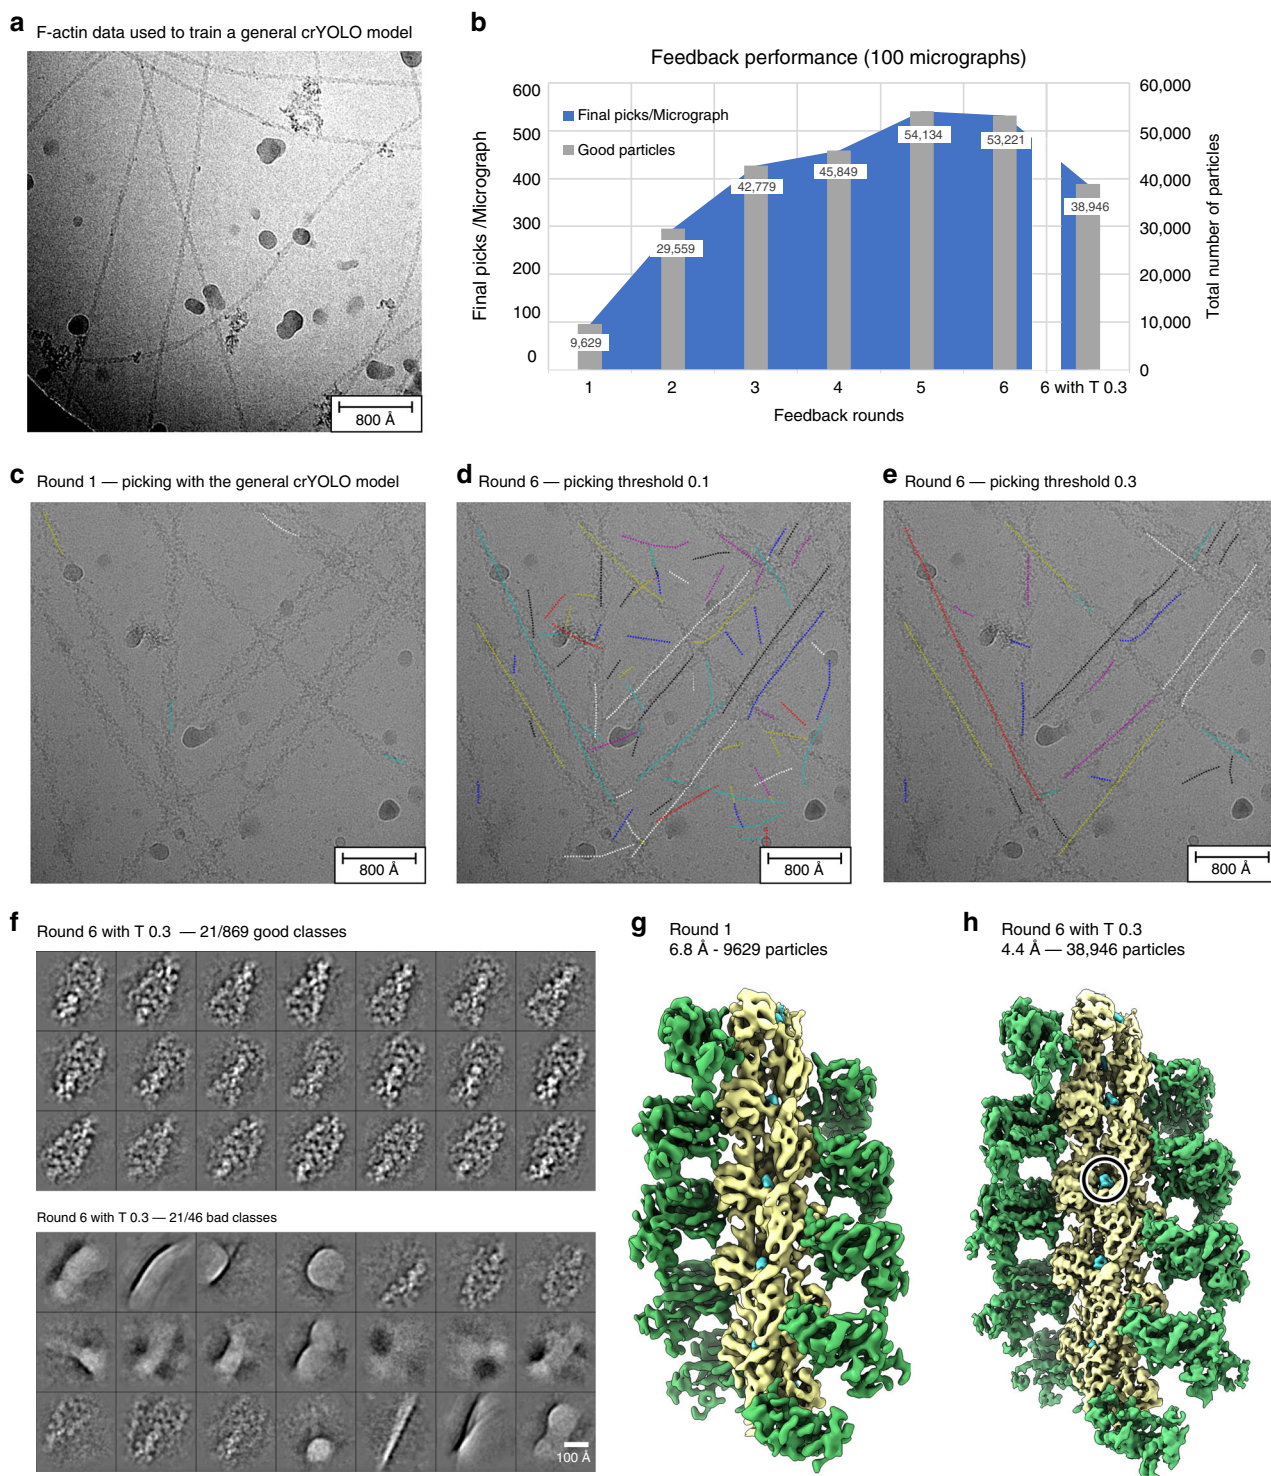 a F-actin data used to train a general crYOLO model
800 Å
b
Feedback performance (100 micrographs)
Final picks /Micrograph
600
500
400
300
200
100
0
Final picks/Micrograph
Good particles
9,629
29,559
42,779
45,849
54,134
53,221
38,946
60,000
50,000
40,000
30,000
20,000
10,000
0
Total number of particles
1 2 3 4 5 6 6 with T 0.3
Feedback rounds
c Round 1 — picking with the general crYOLO model
800 Å
d Round 6 — picking threshold 0.1
800 Å
e Round 6 — picking threshold 0.3
800 Å
f
Round 6 with T 0.3 — 21/869 good classes
Round 6 with T 0.3 — 21/46 bad classes
100 Å
g Round 1
6.8 Å - 9629 particles
h Round 6 with T 0.3
4.4 Å — 38,946 particles